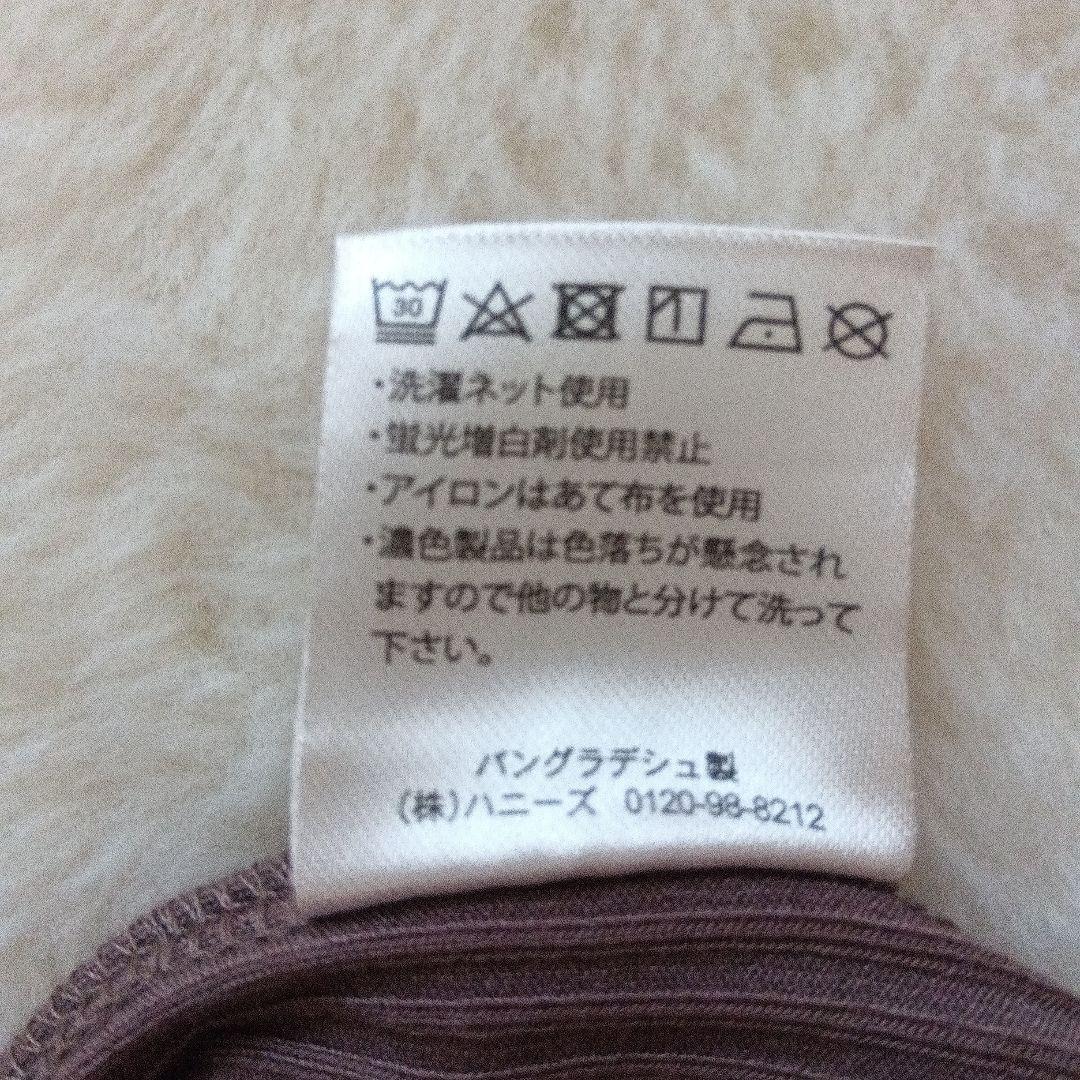 30
・洗濯ネット使用
・蛍光増白剤使用禁止
・アイロンはあて布を使用
・濃色製品は色落ちが懸念され
ますので他の物と分けて洗って
下さい。
バングラデシュ製
(株)ハニーズ 0120-98-8212